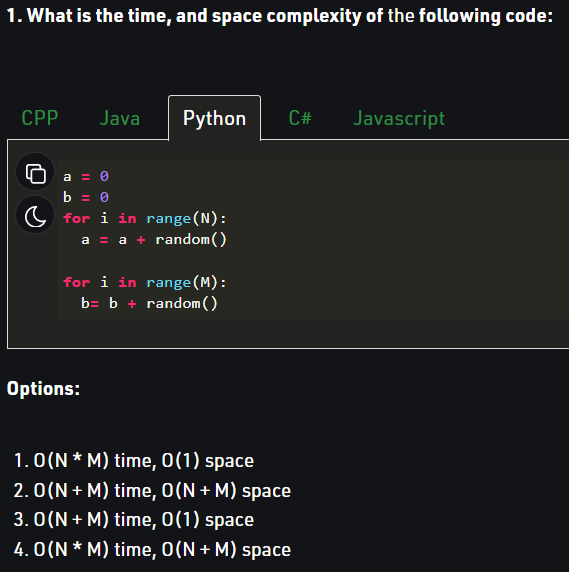 1. What is the time, and space complexity of the following code:
CPP Java Python C# Javascript
a = 0
b = 0
for i in range(N):
  a = a + random()
for i in range(M):
  b= b + random()
Options:
1. O(N * M) time, O(1) space
2. O(N + M) time, O(N + M) space
3. O(N + M) time, O(1) space
4. O(N * M) time, O(N + M) space